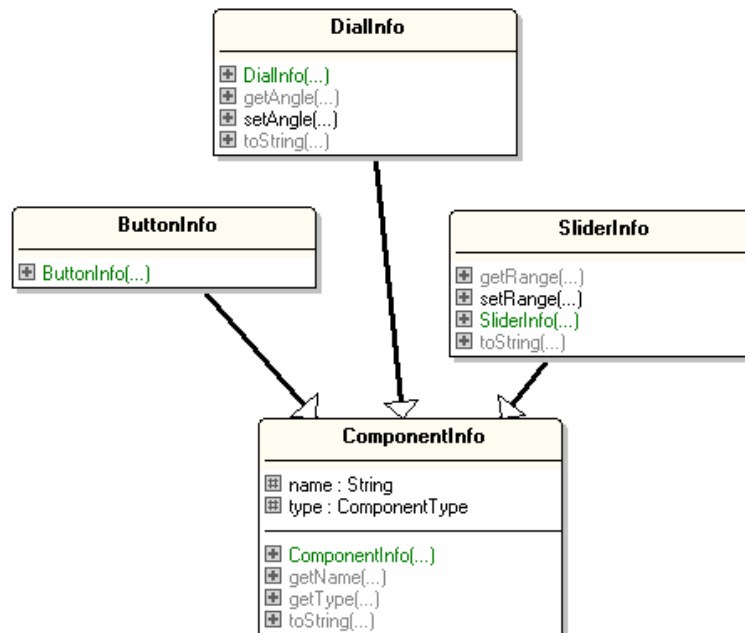 DialInfo
DialInfo(...)
getAngle(...)
setAngle(...)
toString(...)
ButtonInfo
ButtonInfo(...)
SliderInfo
getRange(...)
setRange(...)
SliderInfo(...)
toString(...)
ComponentInfo
name : String
type : ComponentType
ComponentInfo(...)
getName(...)
getType(...)
toString(...)